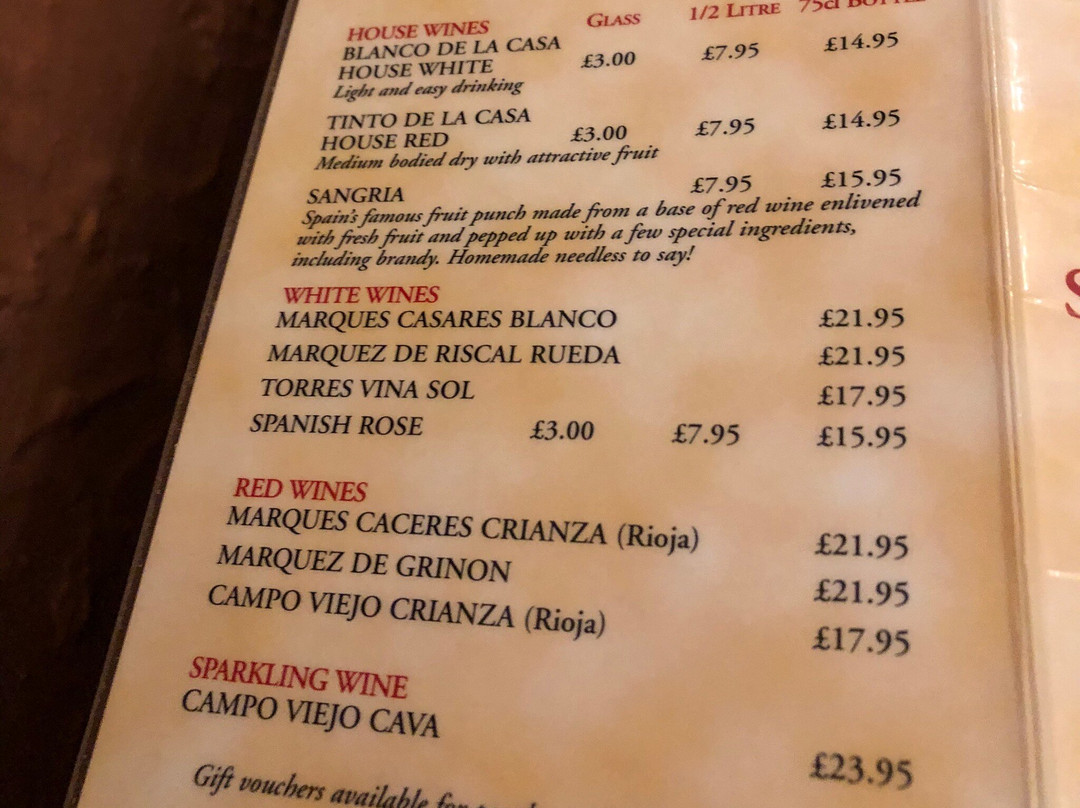 HOUSE WINES GLASS 1/2 LITRE 75cl BOTTLE
BLANCO DE LA CASA
HOUSE WHITE £3.00 £7.95 £14.95
Light and easy drinking
TINTO DE LA CASA
HOUSE RED £3.00 £7.95 £14.95
Medium bodied dry with attractive fruit
SANGRIA £7.95 £15.95
Spain's famous fruit punch made from a base of red wine enlivened
with fresh fruit and pepped up with a few special ingredients,
including brandy. Homemade needless to say!
WHITE WINES
MARQUES CASARES BLANCO £21.95
MARQUEZ DE RISCAL RUEDA £21.95
TORRES VINA SOL £17.95
SPANISH ROSE £3.00 £7.95 £15.95
RED WINES
MARQUES CACERES CRIANZA (Rioja) £21.95
MARQUEZ DE GRINON £21.95
CAMPO VIEJO CRIANZA (Rioja) £17.95
SPARKLING WINE
CAMPO VIEJO CAVA £23.95
Gift vouchers available